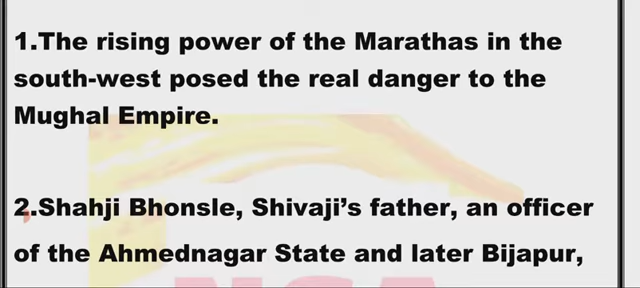 1.The rising power of the Marathas in the
south-west posed the real danger to the
Mughal Empire.
2.Shahji Bhonsle, Shivaji’s father, an officer
of the Ahmednagar State and later Bijapur,